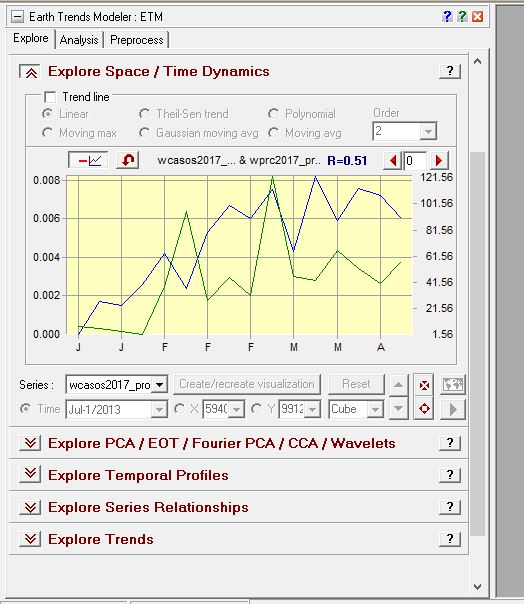 Earth Trends Modeler : ETM
Explore Analysis Preprocess
Explore Space / Time Dynamics ?
Trend line
Linear Theil-Sen trend Polynomial Order
Moving max Gaussian moving avg Moving avg 2
wcasos2017_... & wprc2017_pr.. R=0.51 0
0.008 121.56
101.56
0.006 81.56
0.004 61.56
41.56
0.002 21.56
0.000 1.56
J J F F F M M A
Series : wcasos2017_pro Create/recreate visualization Reset
Time Jul-1/2013 X 5940 Y 9912 Cube
Explore PCA / EOT / Fourier PCA / CCA / Wavelets ?
Explore Temporal Profiles ?
Explore Series Relationships ?
Explore Trends ?